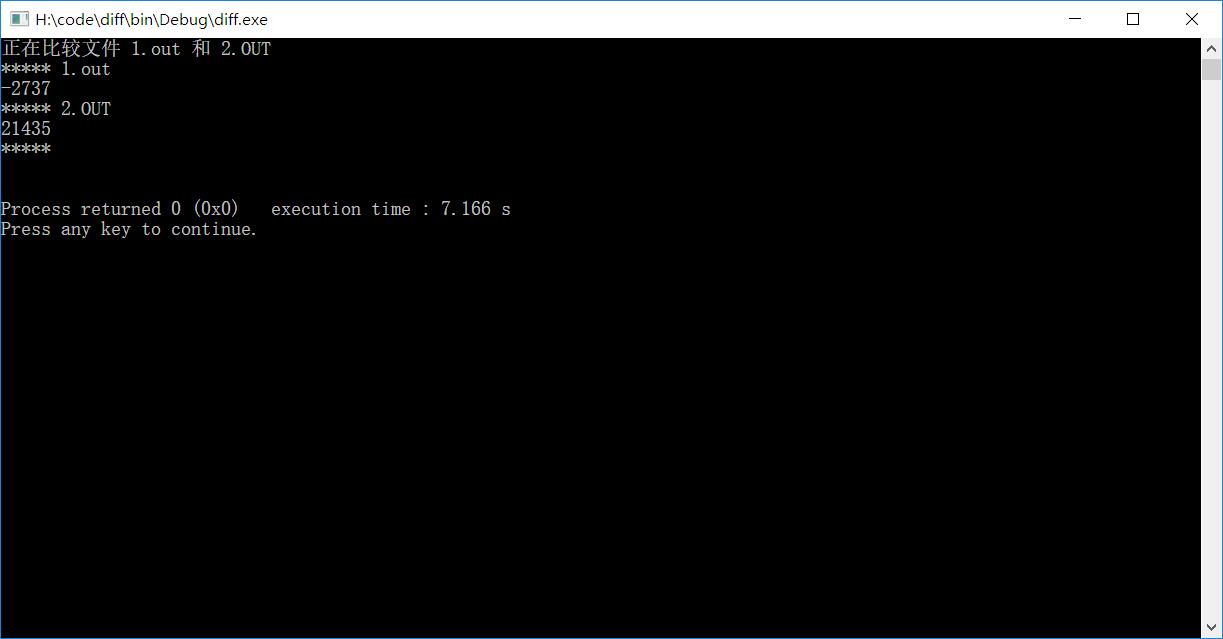 H:\code\diff\bin\Debug\diff.exe
正在比较文件 1.out 和 2.OUT
***** 1.out
-2737
***** 2.OUT
21435
*****
Process returned 0 (0x0)   execution time : 7.166 s
Press any key to continue.